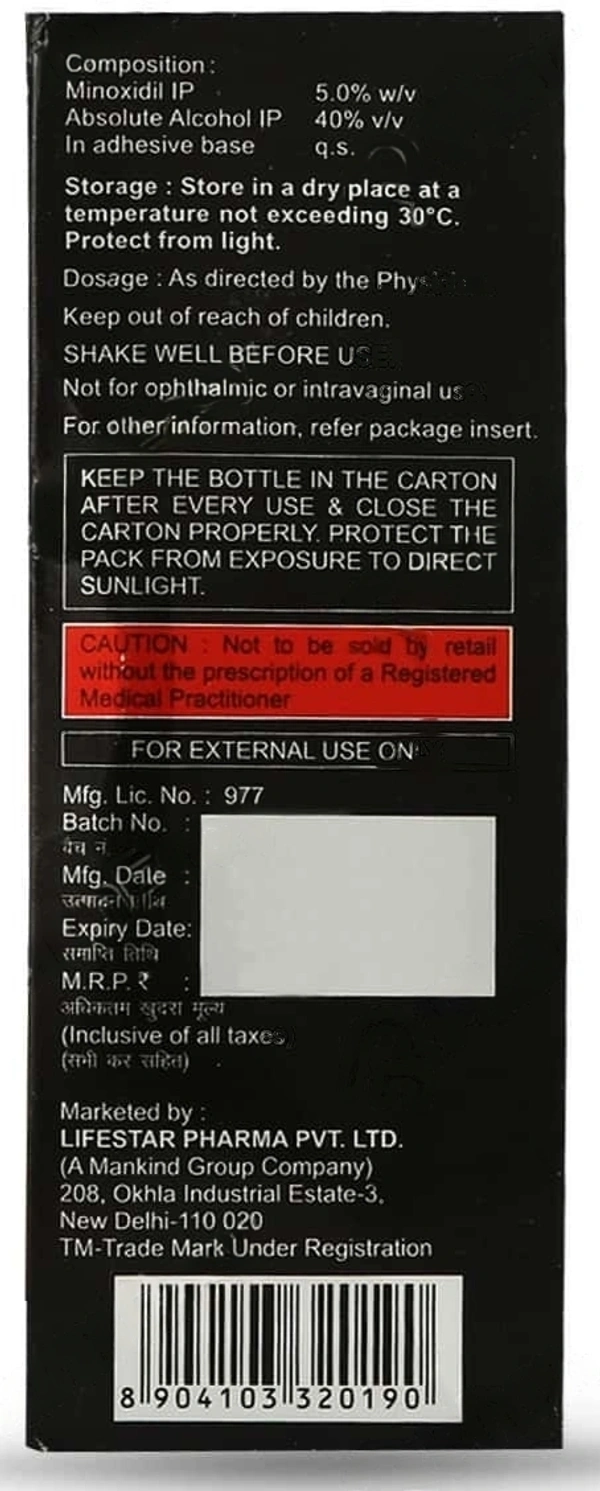 Composition :
Minoxidil IP 5.0% w/v
Absolute Alcohol IP 40% v/v
In adhesive base q.s.
Storage : Store in a dry place at a
temperature not exceeding 30°C.
Protect from light.
Dosage : As directed by the
Keep out of reach of children.
SHAKE WELL BEFORE USE.
Not for ophthalmic or intravaginal
For other information, refer package insert.
KEEP THE BOTTLE IN THE CARTON
AFTER EVERY USE & CLOSE THE
CARTON PROPERLY. PROTECT THE
PACK FROM EXPOSURE TO DIRECT
SUNLIGHT.
CAUTION : Not to be sold by retail
without the prescription of a Registered
Medical Practitioner
FOR EXTERNAL USE
Mfg. Lic. No. : 977
Batch No. :
बैच नं.
Mfg. Date :
उत्पादन तिथि
Expiry Date:
समाप्ति तिथि
M.R.P. ₹ :
अधिकतम खुदरा मूल्य
(Inclusive of all taxes)
(सभी कर सहित)
Marketed by :
LIFESTAR PHARMA PVT. LTD.
(A Mankind Group Company)
208, Okhla Industrial Estate-3,
New Delhi-110 020
TM-Trade Mark Under Registration
8 904103 320190